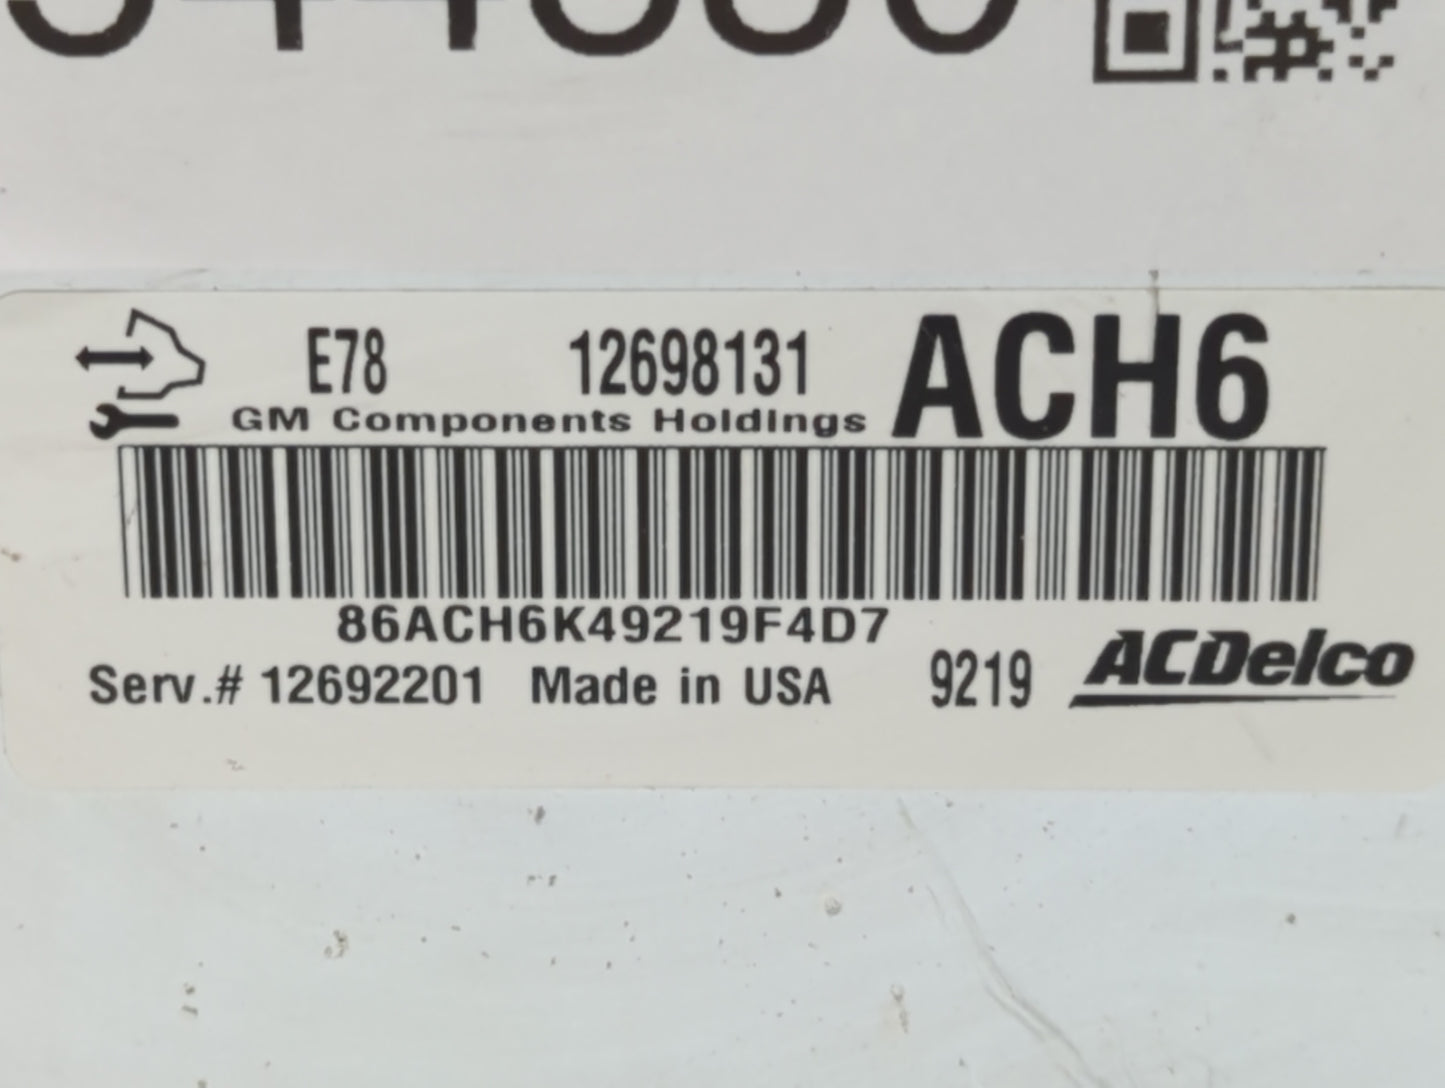 E78 12698131 ACH6
GM Components Holdings
86ACH6K49219F4D7
Serv.# 12692201 Made in USA 9219 ACDelco